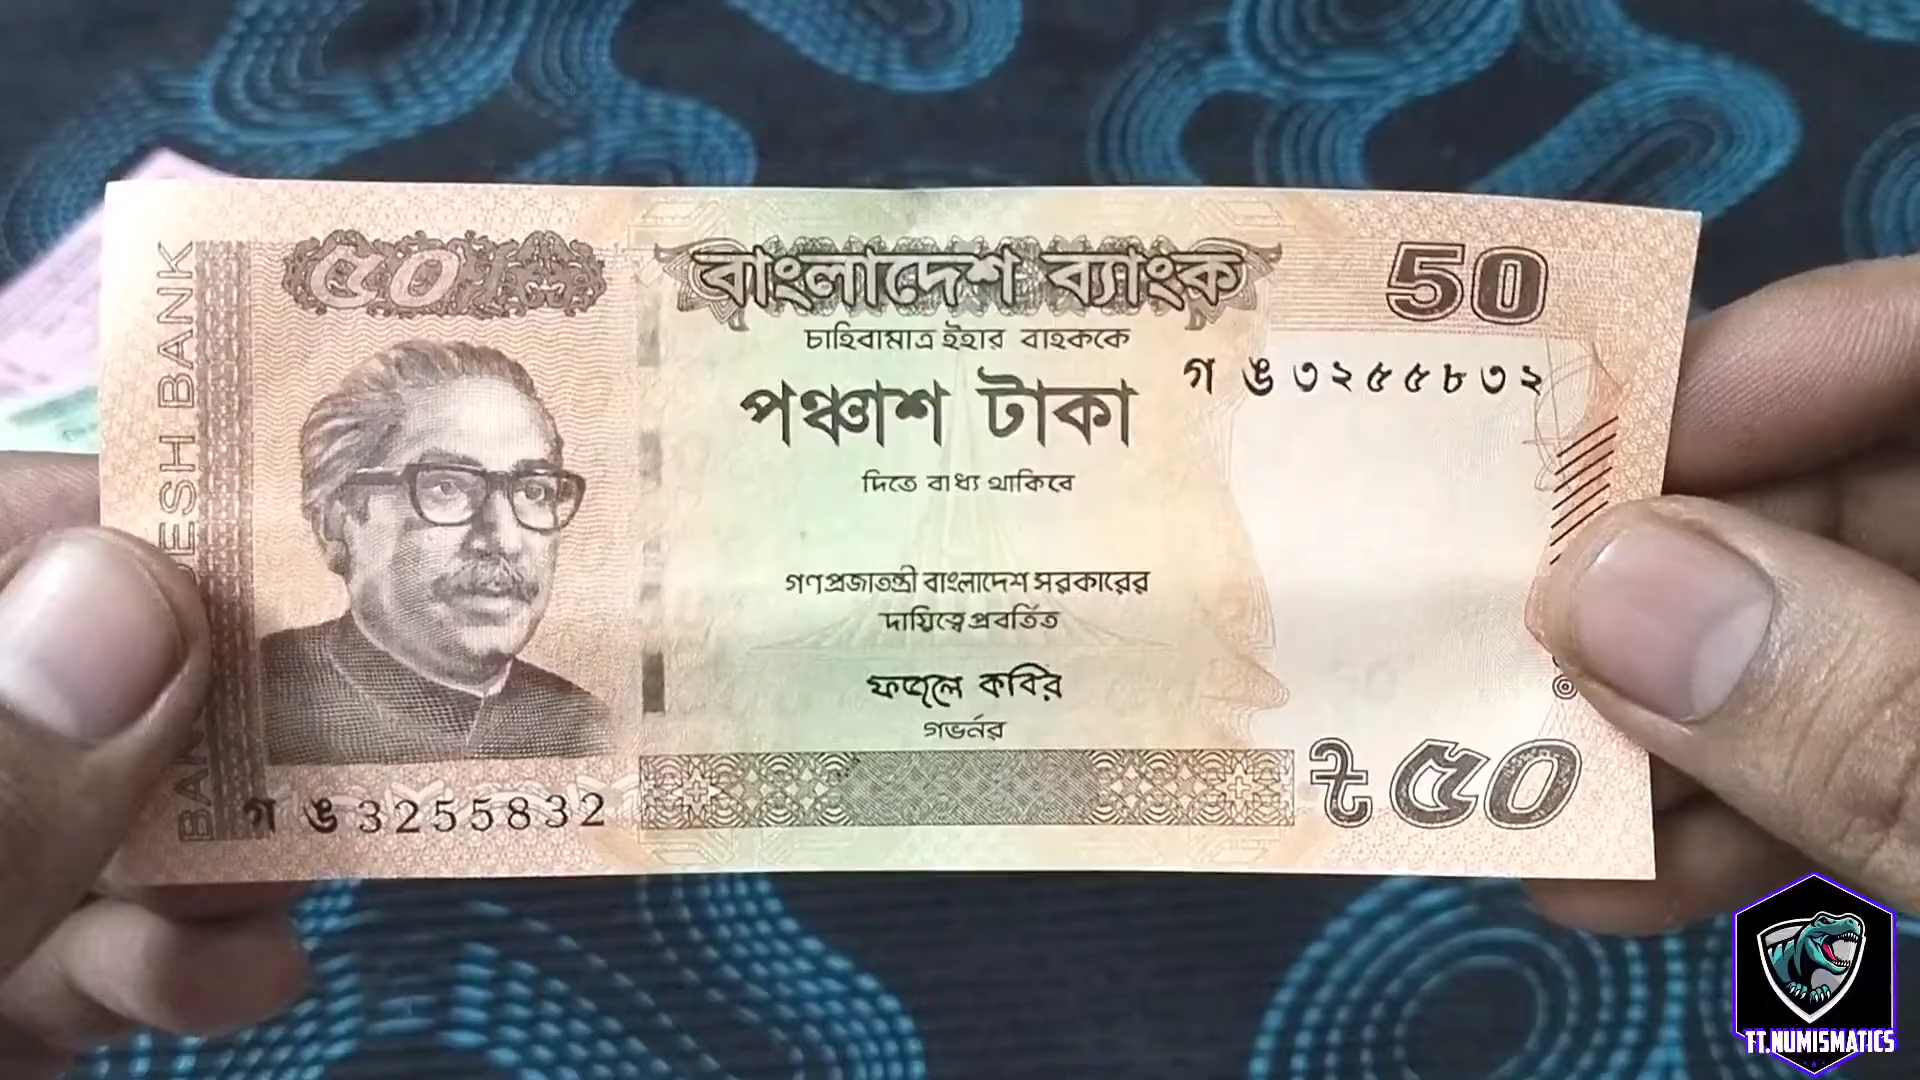 ৫০
বাংলাদেশ ব্যাংক
50
চাহিবামাত্র ইহার বাহককে
গ ঙ ৩২৫৫৮৩২
পঞ্চাশ টাকা
দিতে বাধ্য থাকিবে
গণপ্রজাতন্ত্রী বাংলাদেশ সরকারের
দায়িত্বে প্রবর্তিত
ফজলে কবির
গভর্নর
গ ঙ 3255832
৳ ৫০
BANK
TT.NUMISMATICS